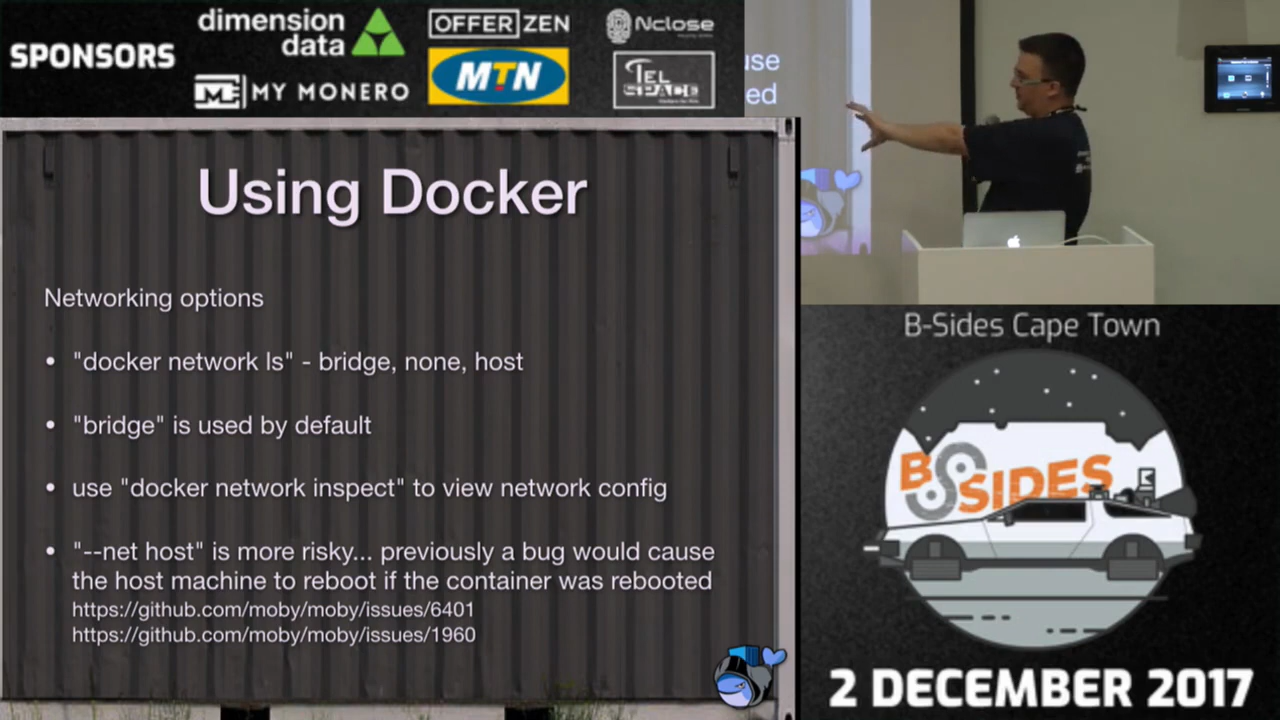 SPONSORS
dimension
data
OFFER ZEN
Nclose
MY MONERO
MTN
TEL
SPACE
use
ed
Using Docker
Networking options
• "docker network ls" - bridge, none, host
• "bridge" is used by default
• use "docker network inspect" to view network config
• "--net host" is more risky... previously a bug would cause
the host machine to reboot if the container was rebooted
https://github.com/moby/moby/issues/6401
https://github.com/moby/moby/issues/1960
B-Sides Cape Town
BSIDES
2 DECEMBER 2017